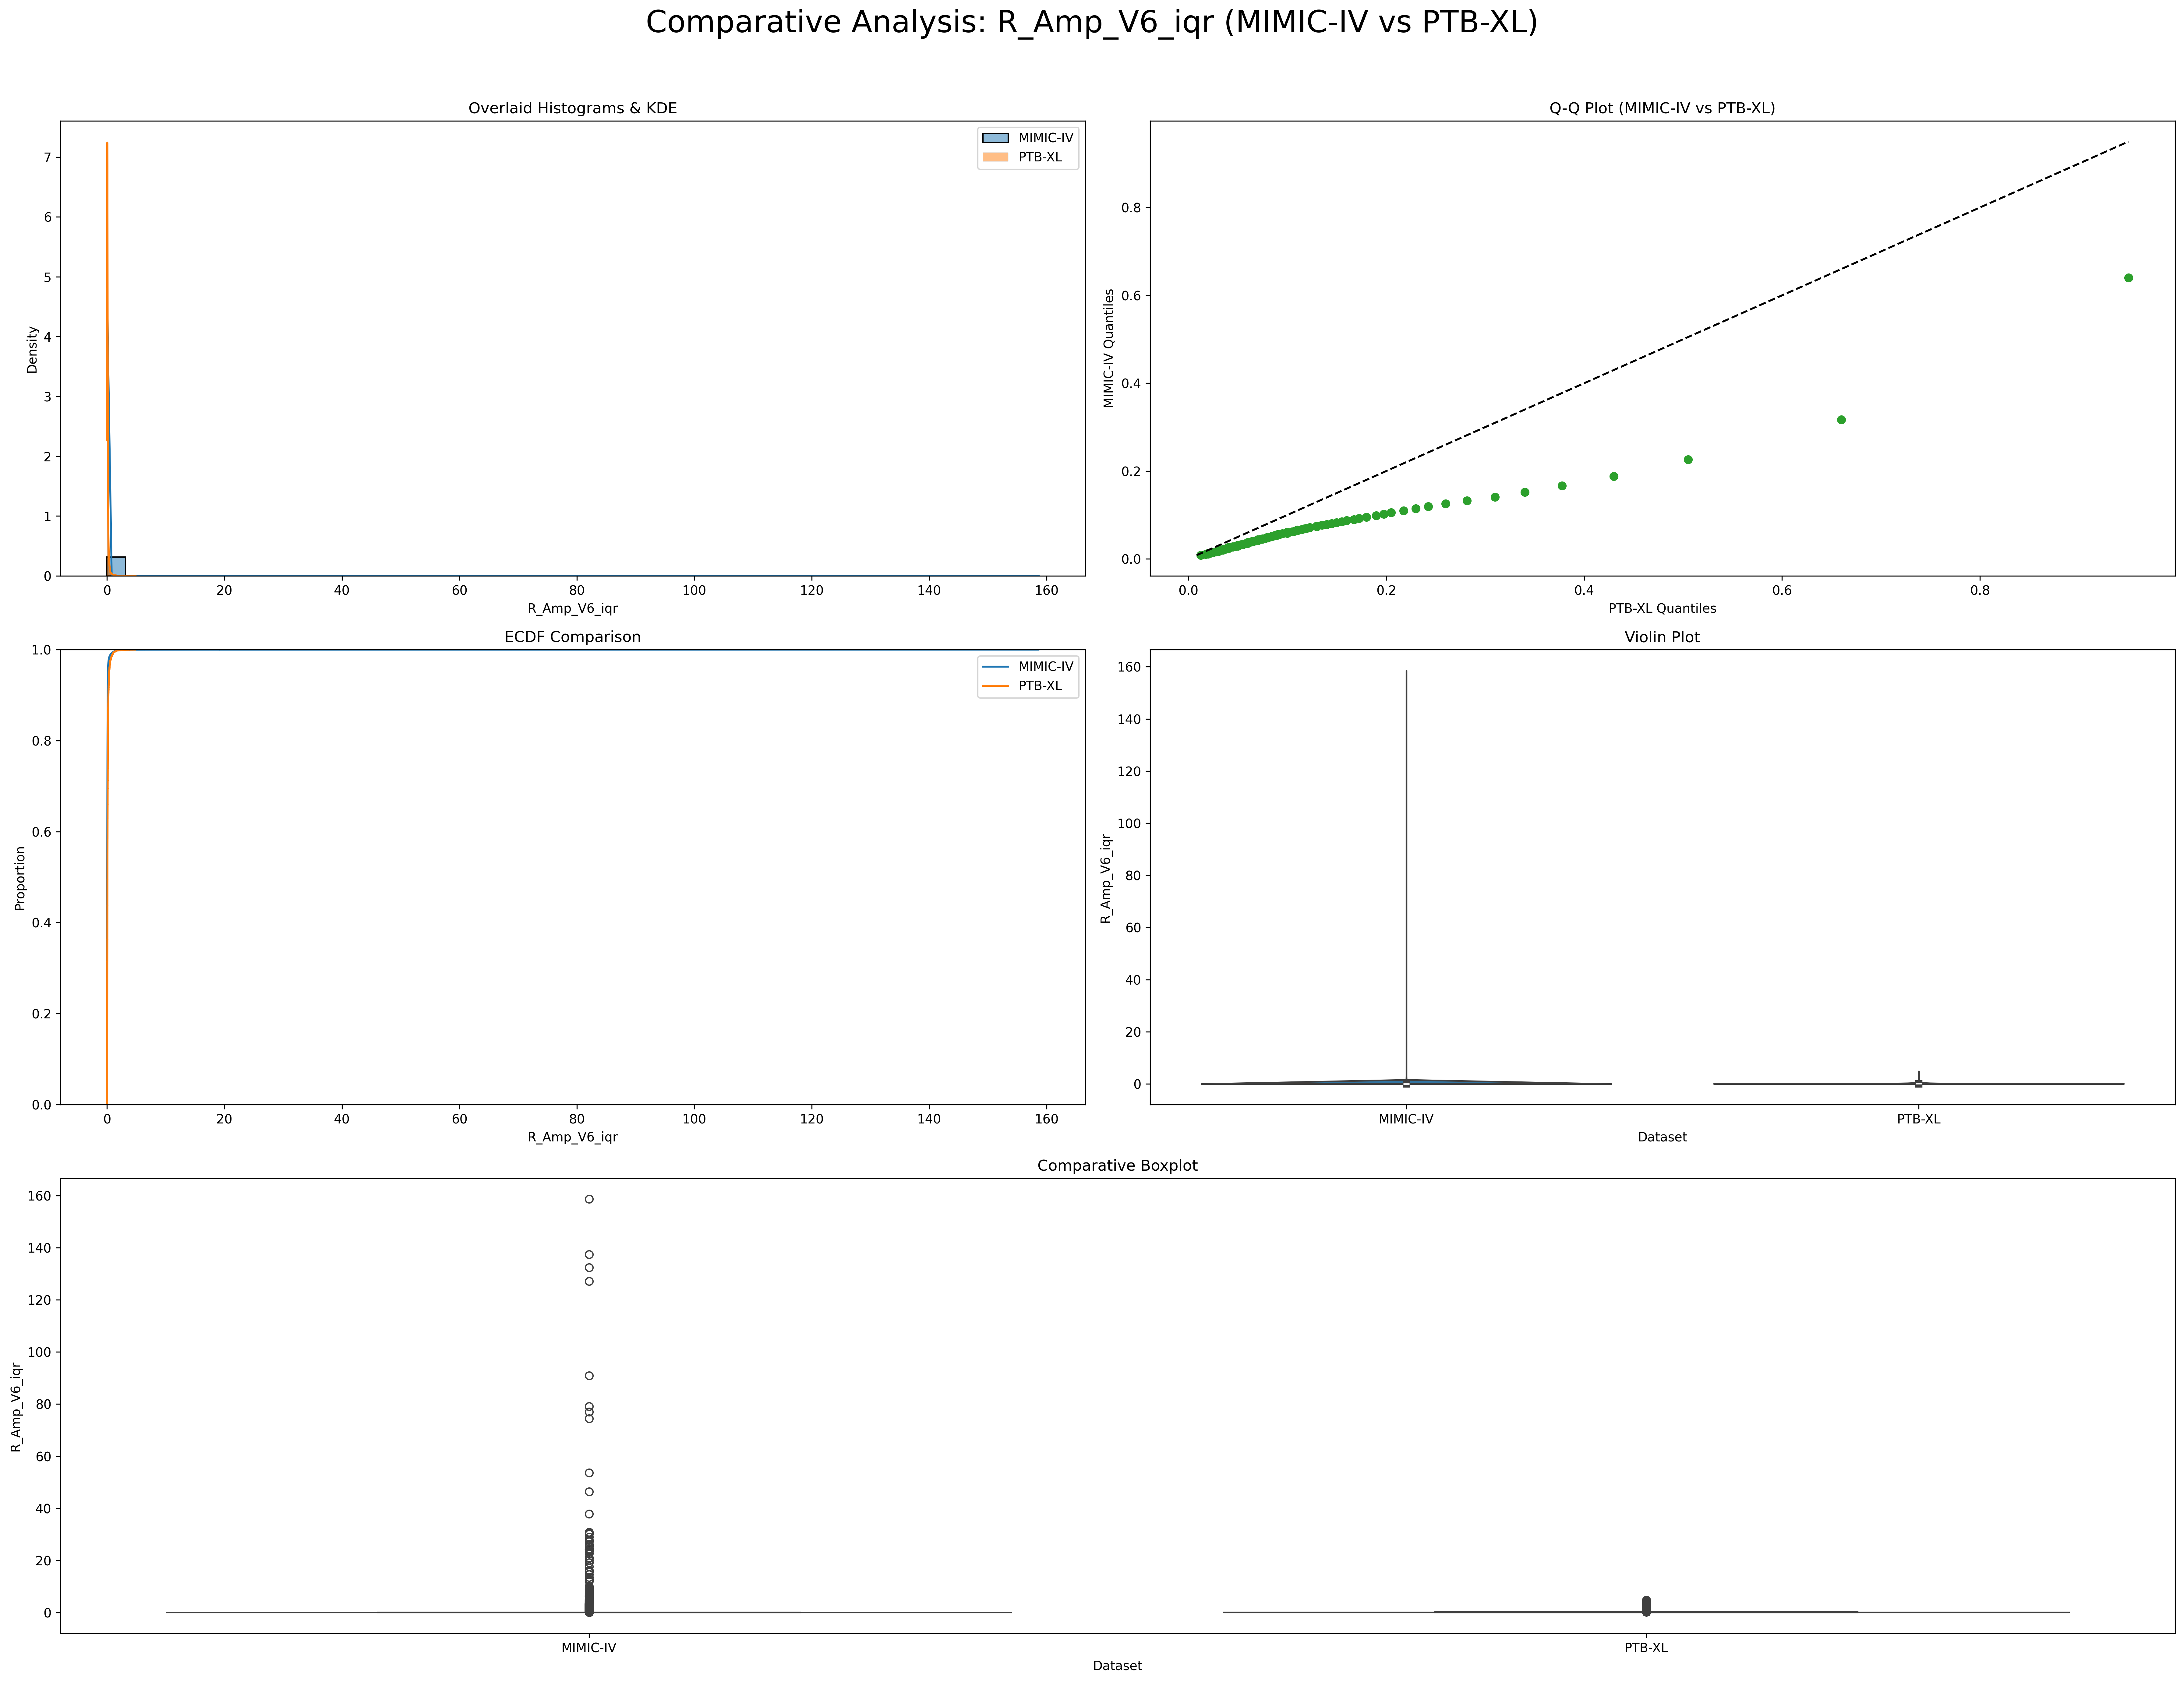 Comparative Analysis: R_Amp_V6_iqr (MIMIC-IV vs PTB-XL)
Overlaid Histograms & KDE
Density
7
6
5
4
3
2
1
0
MIMIC-IV
PTB-XL
0 20 40 60 80 100 120 140 160
R_Amp_V6_iqr
Q-Q Plot (MIMIC-IV vs PTB-XL)
MIMIC-IV Quantiles
0.8
0.6
0.4
0.2
0.0
0.0 0.2 0.4 0.6 0.8
PTB-XL Quantiles
ECDF Comparison
Proportion
1.0
0.8
0.6
0.4
0.2
0.0
MIMIC-IV
PTB-XL
0 20 40 60 80 100 120 140 160
R_Amp_V6_iqr
Violin Plot
R_Amp_V6_iqr
160
140
120
100
80
60
40
20
0
MIMIC-IV PTB-XL
Dataset
Comparative Boxplot
R_Amp_V6_iqr
160
140
120
100
80
60
40
20
0
MIMIC-IV PTB-XL
Dataset